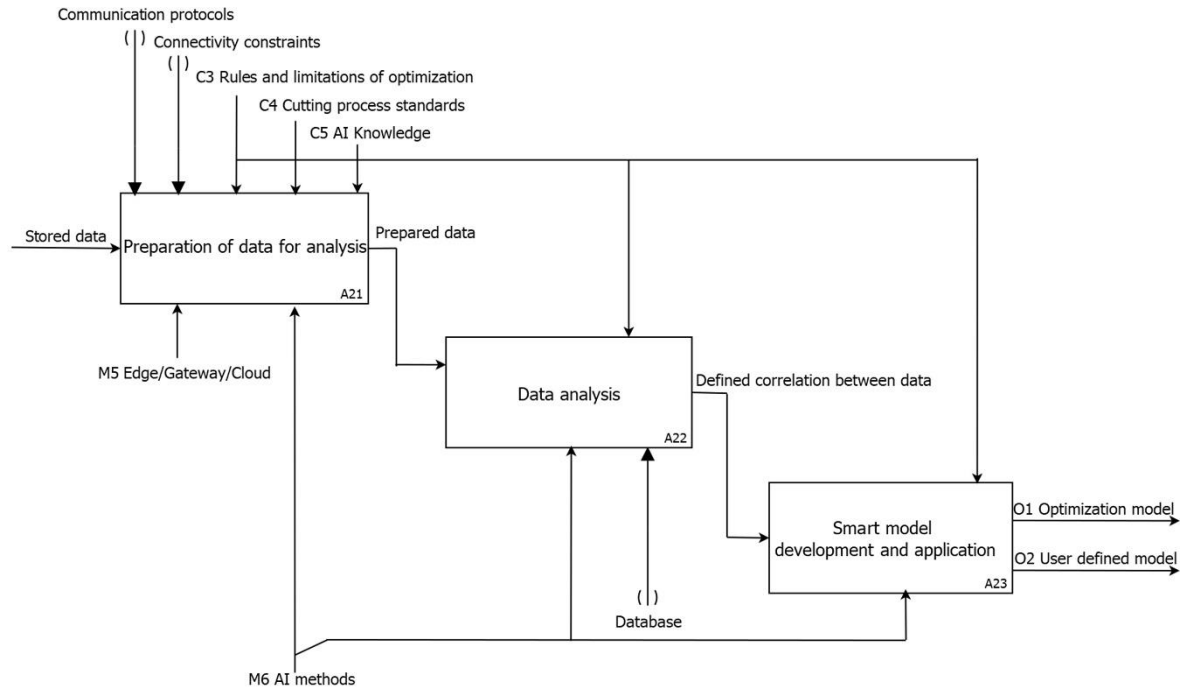 Communication protocols
( )
Connectivity constraints
( )
C3 Rules and limitations of optimization
C4 Cutting process standards
C5 AI Knowledge
Stored data
Preparation of data for analysis
A21
Prepared data
M5 Edge/Gateway/Cloud
Data analysis
A22
Defined correlation between data
Smart model
development and application
A23
O1 Optimization model
O2 User defined model
( )
Database
M6 AI methods